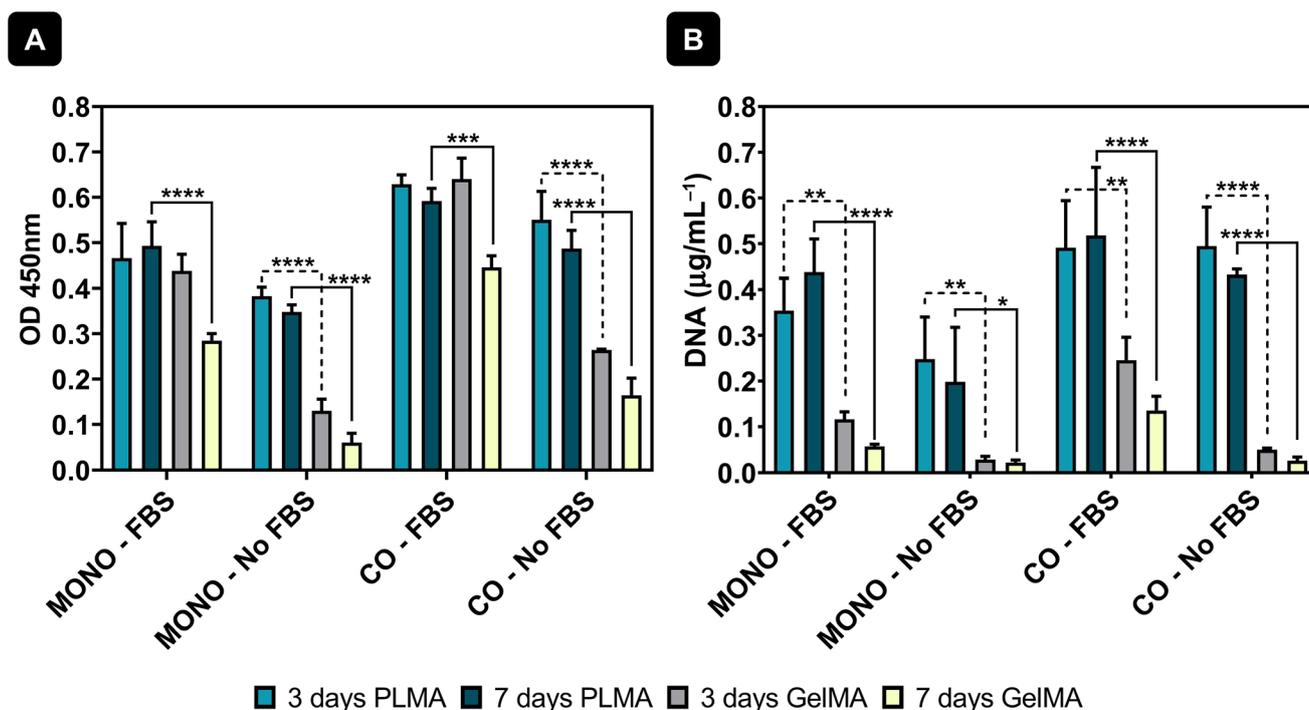 A
B
0.8
0.7
0.6
0.5
0.4
0.3
0.2
0.1
0.0
OD 450nm
****
****
****
***
****
****
MONO - FBS
MONO - No FBS
CO - FBS
CO - No FBS
0.8
0.7
0.6
0.5
0.4
0.3
0.2
0.1
0.0
DNA (µg/mL⁻¹)
**
****
**
*
****
**
****
****
MONO - FBS
MONO - No FBS
CO - FBS
CO - No FBS
3 days PLMA 7 days PLMA 3 days GelMA 7 days GelMA